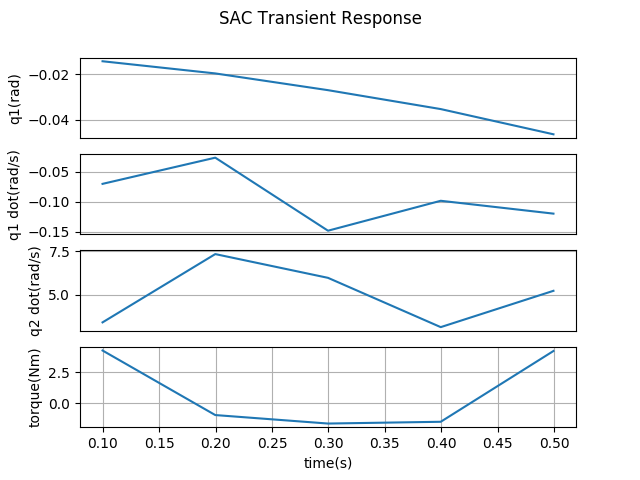 SAC Transient Response
q1(rad)
−0.02
−0.04
q1 dot(rad/s)
−0.05
−0.10
−0.15
q2 dot(rad/s)
7.5
5.0
torque(Nm)
2.5
0.0
0.10 0.15 0.20 0.25 0.30 0.35 0.40 0.45 0.50
time(s)